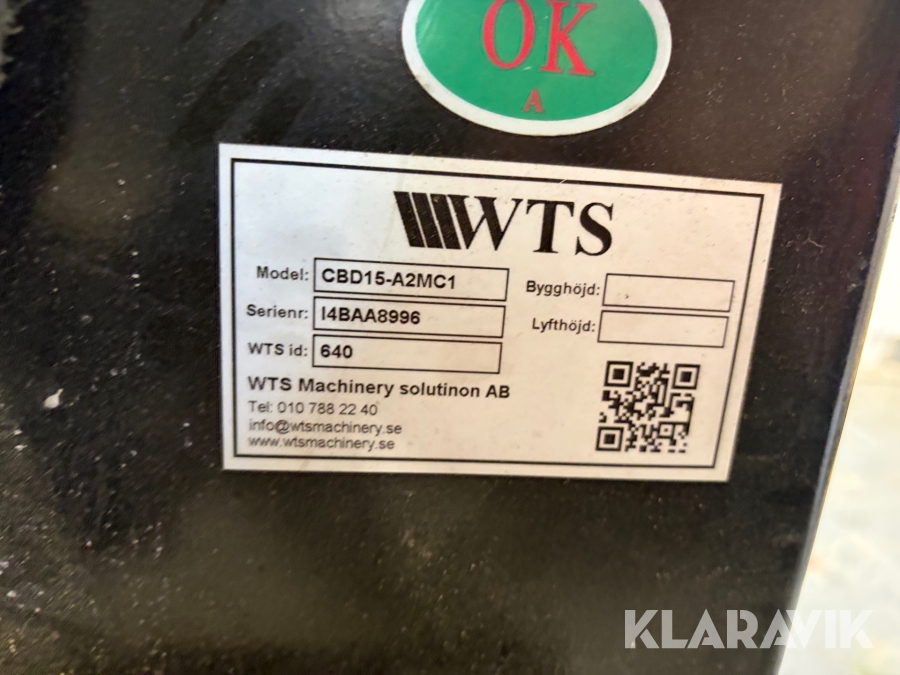 OK
A
WTS
Model: CBD15-A2MC1
Serienr: I4BAA8996
WTS id: 640
Bygghöjd:
Lyfthöjd:
WTS Machinery solutinon AB
Tel: 010 788 22 40
info@wtsmachinery.se
www.wtsmachinery.se
KLARAVIK